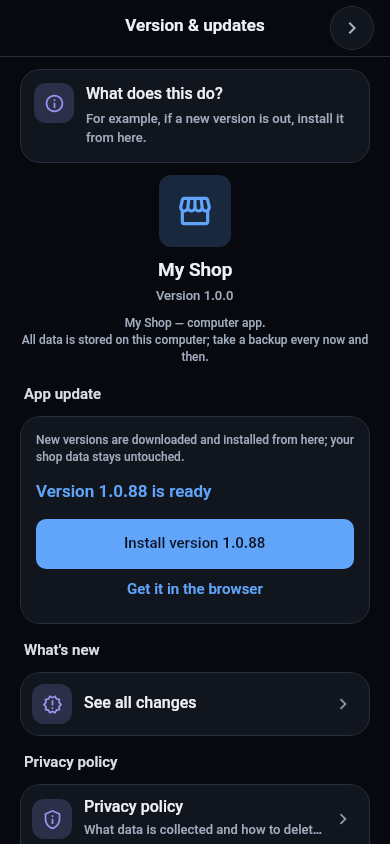 Version & updates
What does this do?
For example, if a new version is out, install it
from here.
My Shop
Version 1.0.0
My Shop — computer app.
All data is stored on this computer; take a backup every now and
then.
App update
New versions are downloaded and installed from here; your
shop data stays untouched.
Version 1.0.88 is ready
Install version 1.0.88
Get it in the browser
What's new
See all changes
Privacy policy
Privacy policy
What data is collected and how to delet...